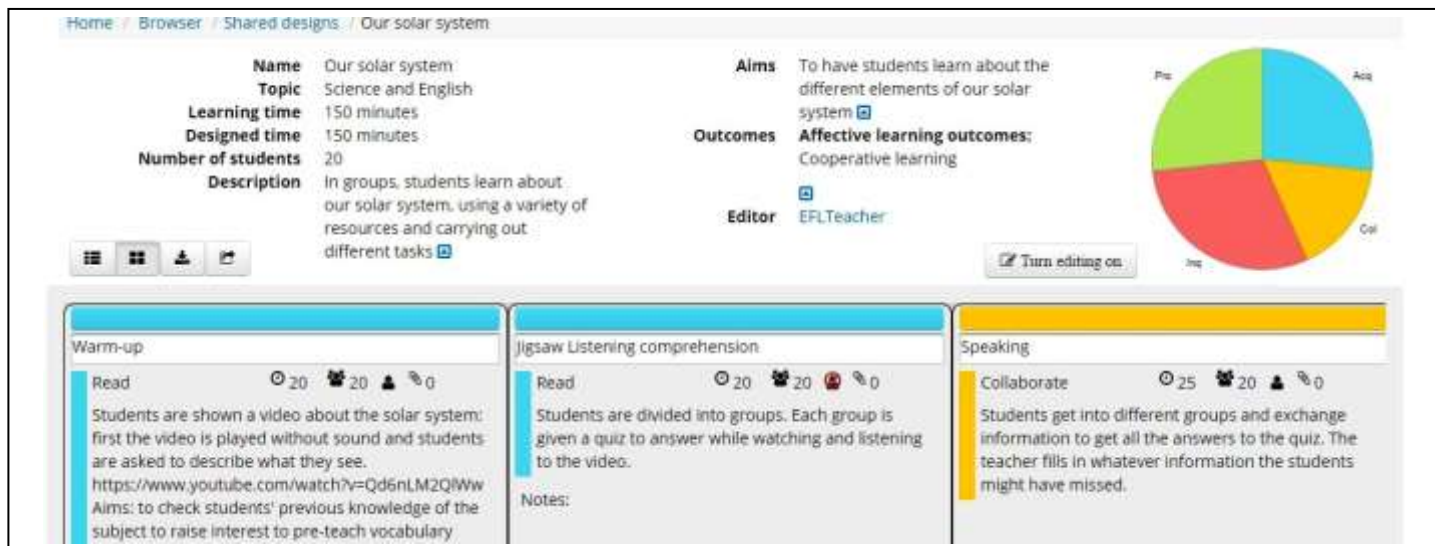 Home / Browser / Shared designs / Our solar system
Name Our solar system
Topic Science and English
Learning time 150 minutes
Designed time 150 minutes
Number of students 20
Description In groups, students learn about
our solar system, using a variety of
resources and carrying out
different tasks
Aims To have students learn about the
different elements of our solar
system
Outcomes Affective learning outcomes:
Cooperative learning
Editor EFLTeacher
Turn editing on
Acq
Col
Inq
Warm-up
Read 20 20 0
Students are shown a video about the solar system:
first the video is played without sound and students
are asked to describe what they see.
https://www.youtube.com/watch?v=Qd6nLM2QlWw
Aims: to check students' previous knowledge of the
subject to raise interest to pre-teach vocabulary
Jigsaw Listening comprehension
Read 20 20 0
Students are divided into groups. Each group is
given a quiz to answer while watching and listening
to the video.
Notes:
Speaking
Collaborate 25 20 0
Students get into different groups and exchange
information to get all the answers to the quiz. The
teacher fills in whatever information the students
might have missed.